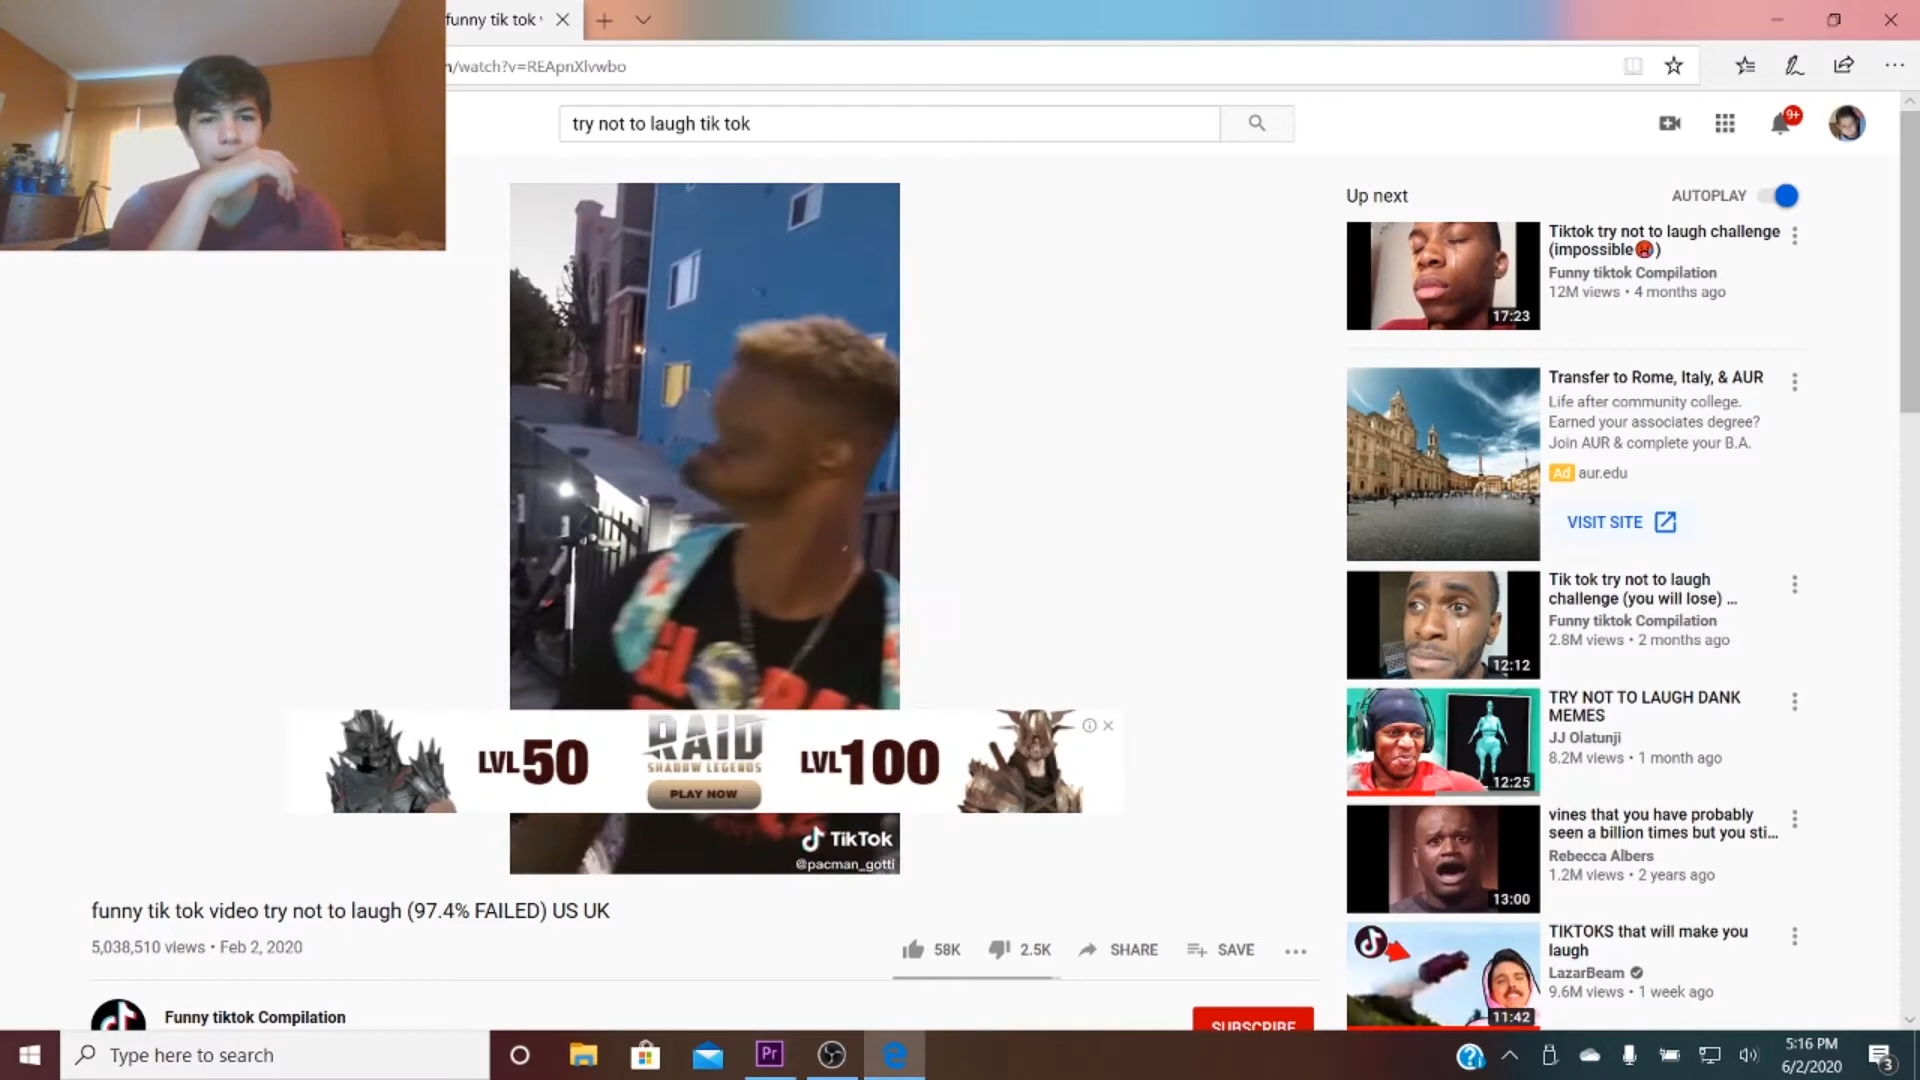 funny tik tok
/watch?v=REApnXlvwbo
try not to laugh tik tok
9+
Up next
AUTOPLAY
Tiktok try not to laugh challenge
(impossible😡)
Funny tiktok Compilation
12M views • 4 months ago
17:23
Transfer to Rome, Italy, & AUR
Life after community college.
Earned your associates degree?
Join AUR & complete your B.A.
Ad aur.edu
VISIT SITE
Tik tok try not to laugh
challenge (you will lose) ...
Funny tiktok Compilation
2.8M views • 2 months ago
12:12
TRY NOT TO LAUGH DANK
MEMES
JJ Olatunji
8.2M views • 1 month ago
12:25
vines that you have probably
seen a billion times but you sti...
Rebecca Albers
1.2M views • 2 years ago
13:00
TIKTOKS that will make you
laugh
LazarBeam
9.6M views • 1 week ago
11:42
LVL50
RAID
SHADOW LEGENDS
PLAY NOW
LVL100
TikTok
@pacman_gotti
funny tik tok video try not to laugh (97.4% FAILED) US UK
5,038,510 views • Feb 2, 2020
58K
2.5K
SHARE
SAVE
Funny tiktok Compilation
SUBSCRIBE
Type here to search
Pr
5:16 PM
6/2/2020
3